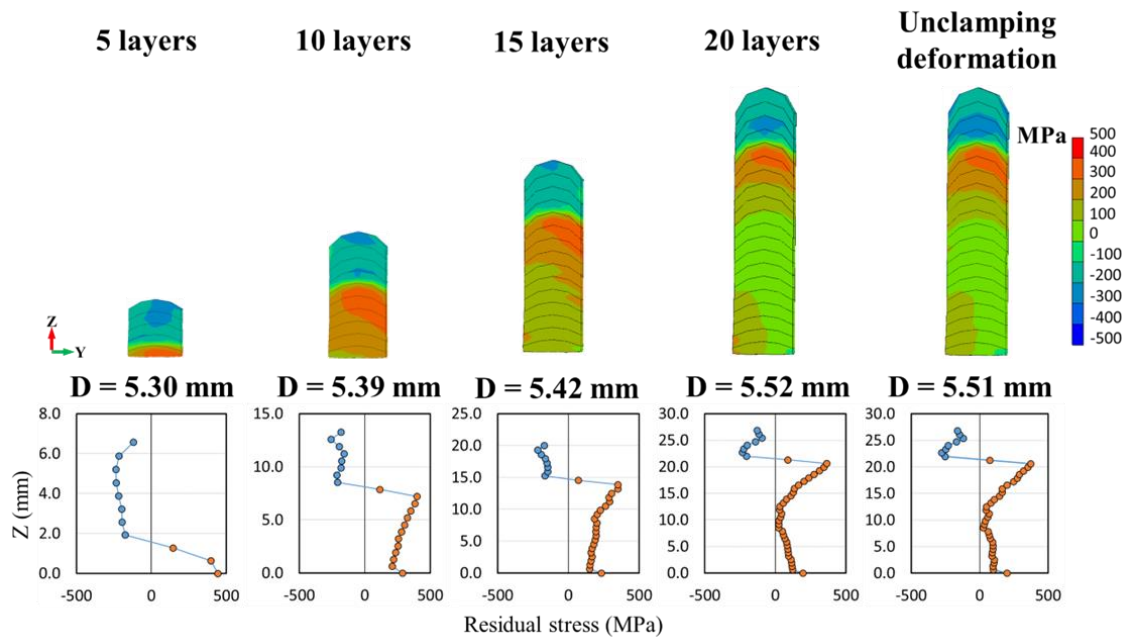 5 layers
10 layers
15 layers
20 layers
Unclamping
deformation
MPa
500
400
300
200
100
0
-100
-200
-300
-400
-500
Z
Y
D = 5.30 mm
D = 5.39 mm
D = 5.42 mm
D = 5.52 mm
D = 5.51 mm
Z (mm)
8.0
6.0
4.0
2.0
0.0
-500 0 500
15.0
10.0
5.0
0.0
-500 0 500
25.0
20.0
15.0
10.0
5.0
0.0
-500 0 500
30.0
25.0
20.0
15.0
10.0
5.0
0.0
-500 0 500
30.0
25.0
20.0
15.0
10.0
5.0
0.0
-500 0 500
Residual stress (MPa)